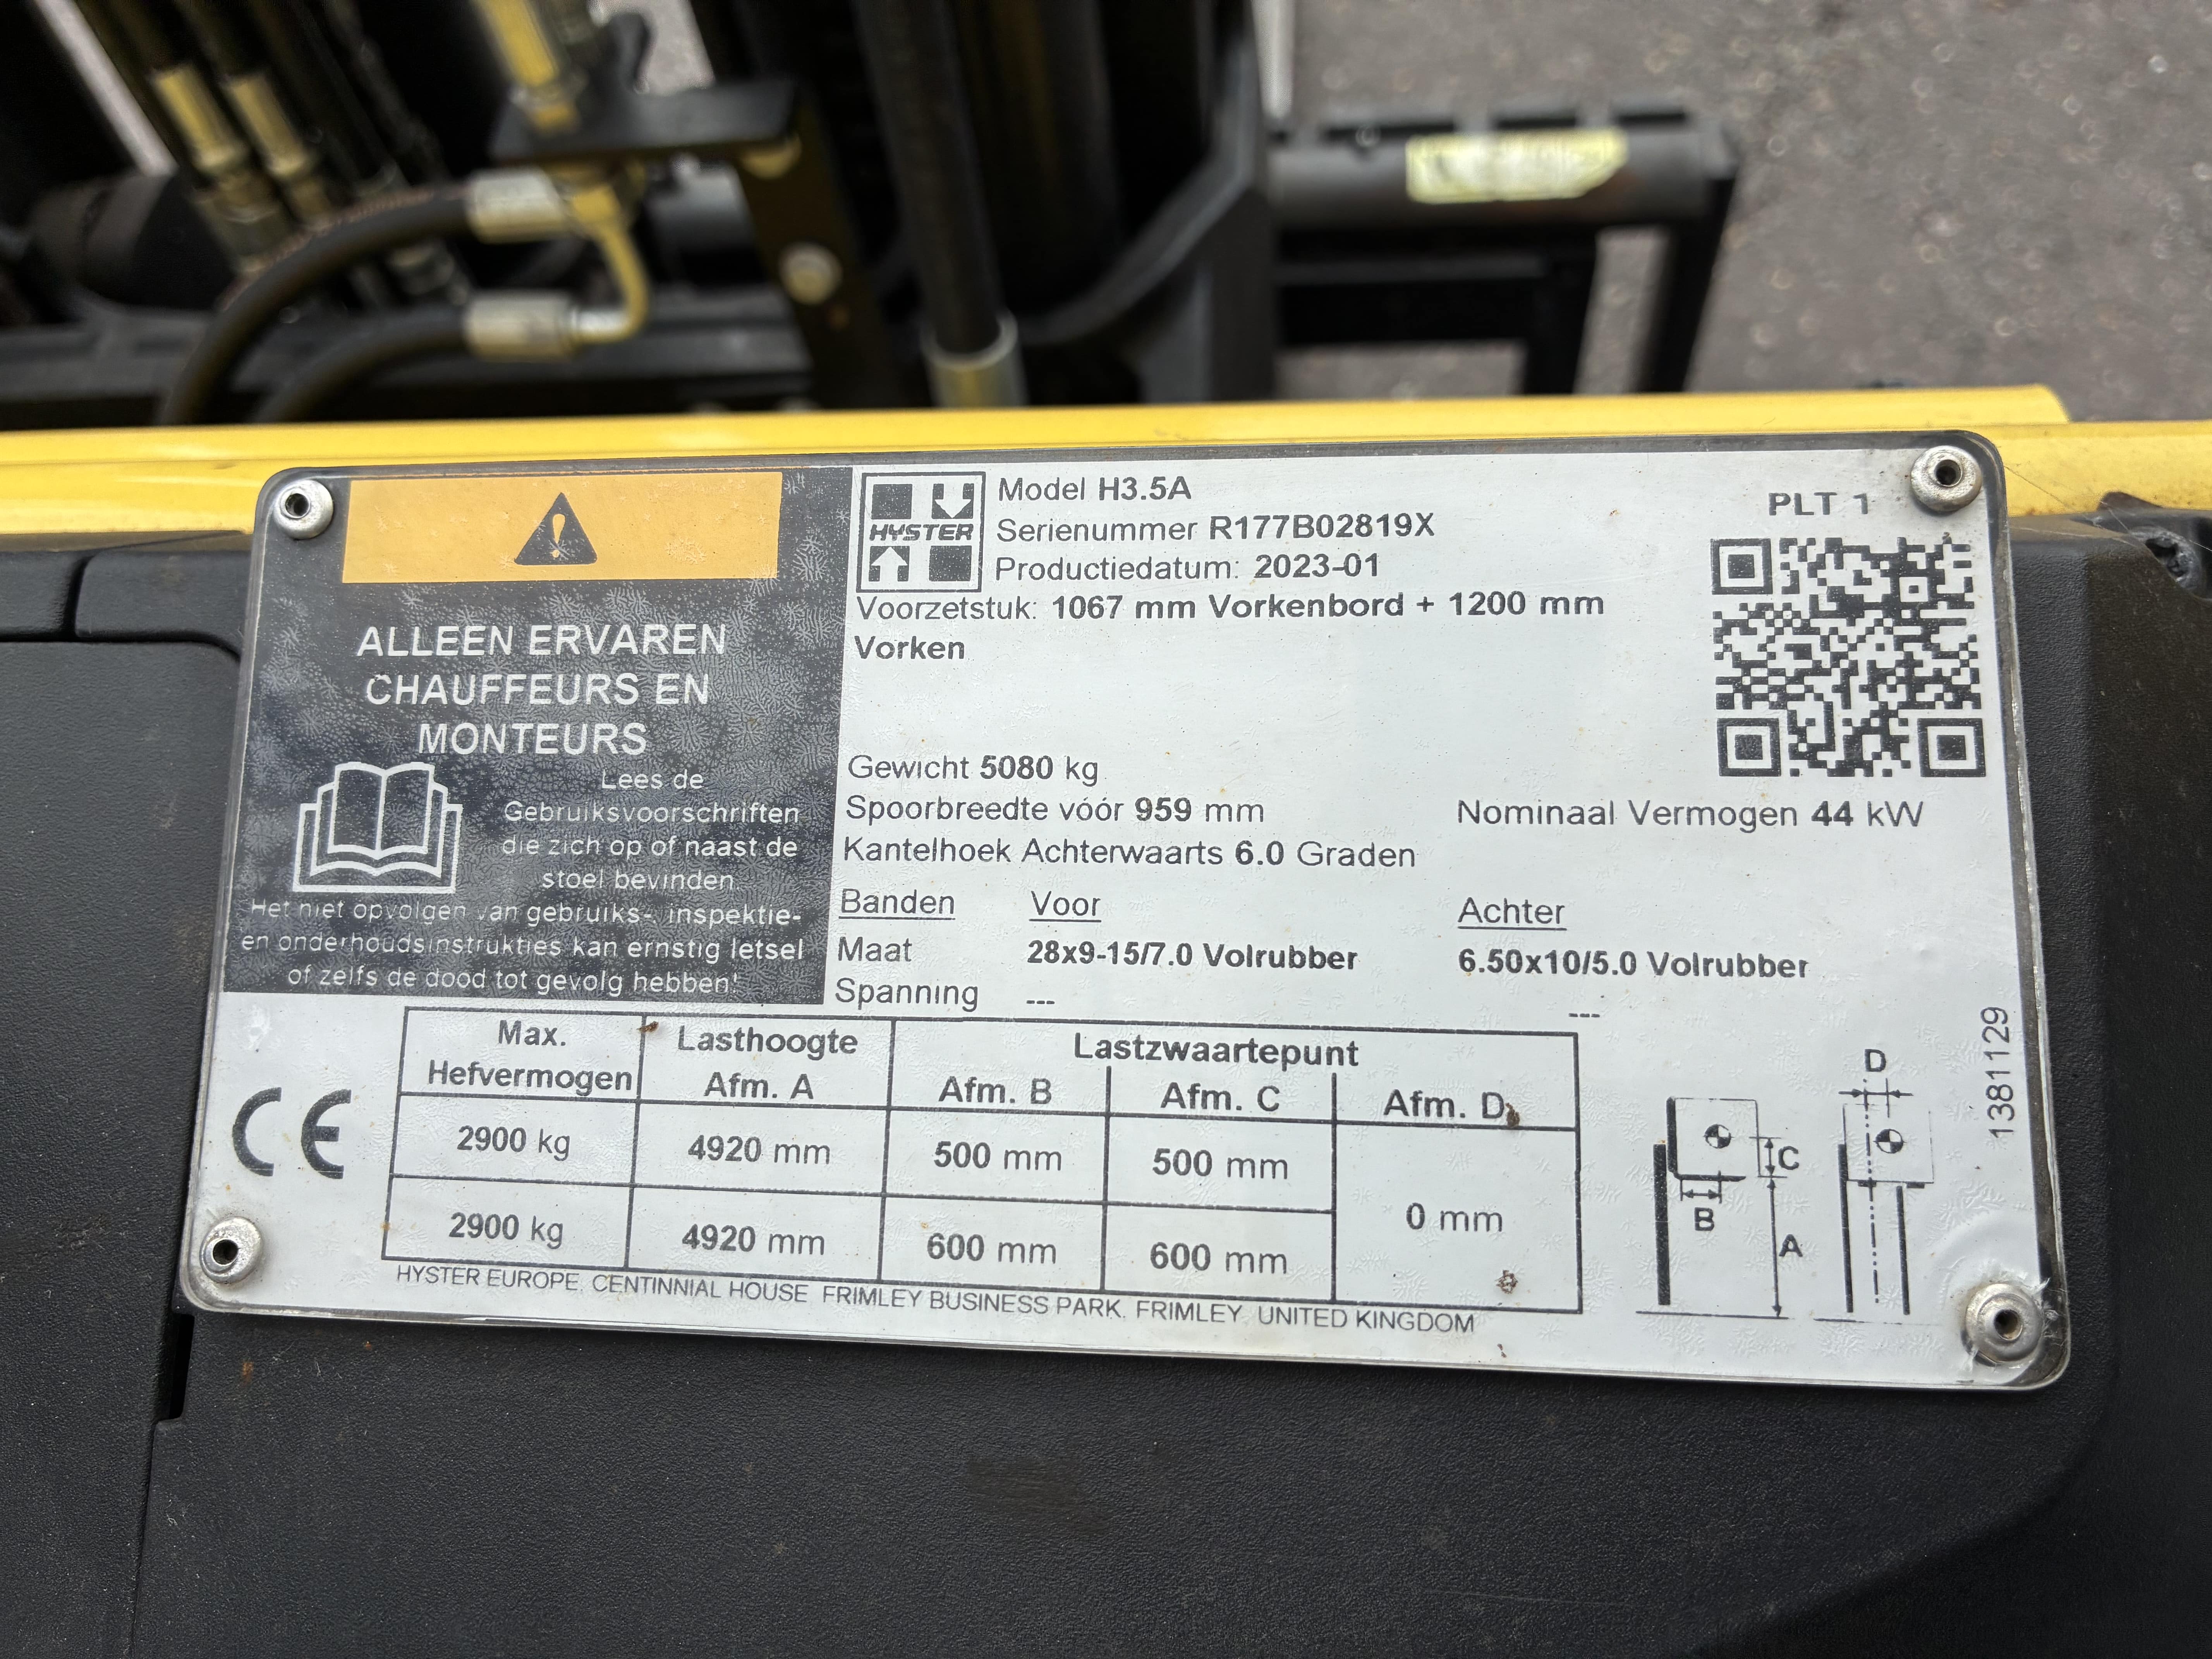 ALLEEN ERVAREN
CHAUFFEURS EN
MONTEURS
Lees de
Gebruiksvoorschriften
die zich op of naast de
stoel bevinden
Het niet opvolgen van gebruiks-, inspektie-
en onderhoudsinstrukties kan ernstig letsel
of zelfs de dood tot gevolg hebben!
HYSTER
Model H3.5A
Serienummer R177B02819X
Productiedatum: 2023-01
Voorzetstuk: 1067 mm Vorkenbord + 1200 mm
Vorken
PLT 1
Gewicht 5080 kg
Spoorbreedte vóór 959 mm
Nominaal Vermogen 44 kW
Kantelhoek Achterwaarts 6.0 Graden
Banden Voor Achter
Maat 28x9-15/7.0 Volrubber 6.50x10/5.0 Volrubber
Spanning --- ---
Max. Lasthoogte Lastzwaartepunt
Hefvermogen Afm. A Afm. B Afm. C Afm. D
2900 kg 4920 mm 500 mm 500 mm
0 mm
2900 kg 4920 mm 600 mm 600 mm
CE
HYSTER EUROPE. CENTINNIAL HOUSE FRIMLEY BUSINESS PARK. FRIMLEY. UNITED KINGDOM
D
C
B
A
1381129